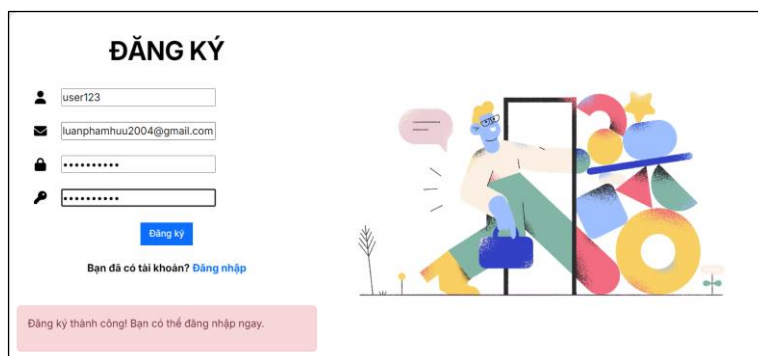 ĐĂNG KÝ
user123
luanphamhuu2004@gmail.com
••••••••••
••••••••••
Đăng ký
Bạn đã có tài khoản? Đăng nhập
Đăng ký thành công! Bạn có thể đăng nhập ngay.